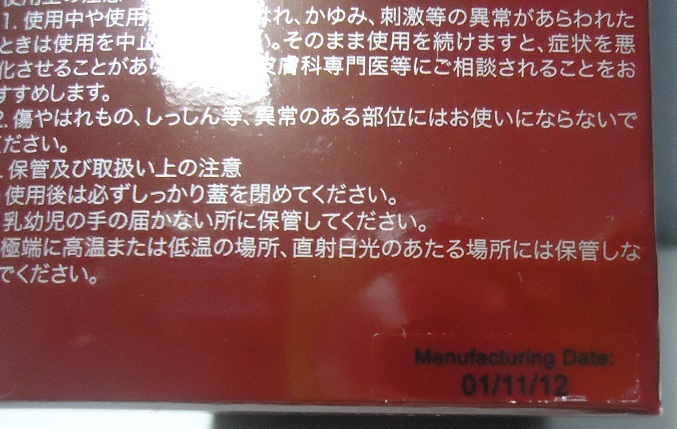 使用上の注意
1. 使用中や使用 なれ、かゆみ、刺激等の異常があらわれた
ときは使用を中止 い。そのまま使用を続けますと、症状を悪
化させることがあり 皮膚科専門医等にご相談されることをお
すすめします。
2. 傷やはれもの、しっしん等、異常のある部位にはお使いにならないで
ください。
保管及び取扱い上の注意
使用後は必ずしっかり蓋を閉めてください。
乳幼児の手の届かない所に保管してください。
極端に高温または低温の場所、直射日光のあたる場所には保管しな
でください。
Manufacturing Date:
01/11/12